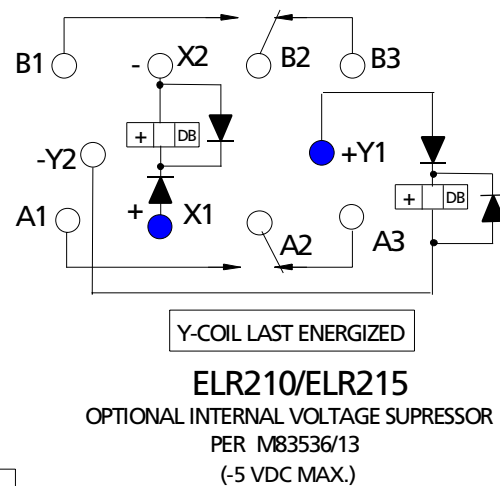 B1 - X2 B2 B3
+ DB
-Y2 +Y1
+ DB
A1 + X1 A2 A3
Y-COIL LAST ENERGIZED
ELR210/ELR215
OPTIONAL INTERNAL VOLTAGE SUPRESSOR
PER M83536/13
(-5 VDC MAX.)